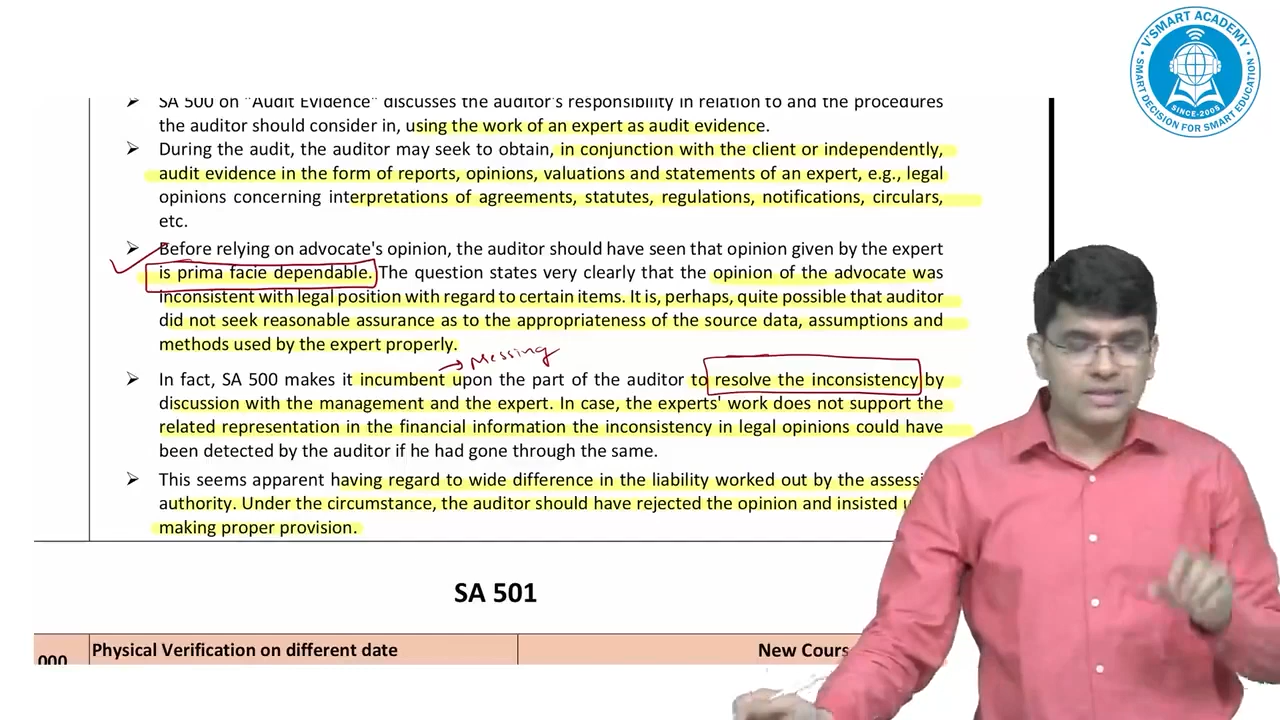 V'SMART ACADEMY
SMART DECISION FOR SMART EDUCATION
SINCE-2005
➢ SA 500 on "Audit Evidence" discusses the auditor's responsibility in relation to and the procedures
the auditor should consider in, using the work of an expert as audit evidence.
➢ During the audit, the auditor may seek to obtain, in conjunction with the client or independently,
audit evidence in the form of reports, opinions, valuations and statements of an expert, e.g., legal
opinions concerning interpretations of agreements, statutes, regulations, notifications, circulars,
etc.
➢ Before relying on advocate's opinion, the auditor should have seen that opinion given by the expert
is prima facie dependable. The question states very clearly that the opinion of the advocate was
inconsistent with legal position with regard to certain items. It is, perhaps, quite possible that auditor
did not seek reasonable assurance as to the appropriateness of the source data, assumptions and
methods used by the expert properly.
→ Messing
➢ In fact, SA 500 makes it incumbent upon the part of the auditor to resolve the inconsistency by
discussion with the management and the expert. In case, the experts' work does not support the
related representation in the financial information the inconsistency in legal opinions could have
been detected by the auditor if he had gone through the same.
➢ This seems apparent having regard to wide difference in the liability worked out by the
authority. Under the circumstance, the auditor should have rejected the opinion and insisted
making proper provision.
SA 501
000 Physical Verification on different date New